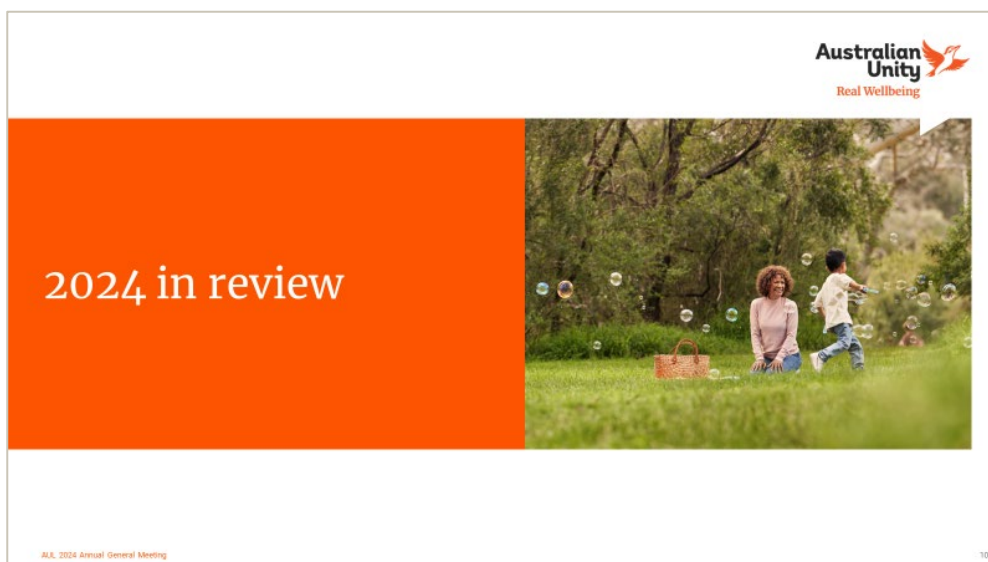 Australian
Unity
Real Wellbeing
2024 in review
AUL 2024 Annual General Meeting
10